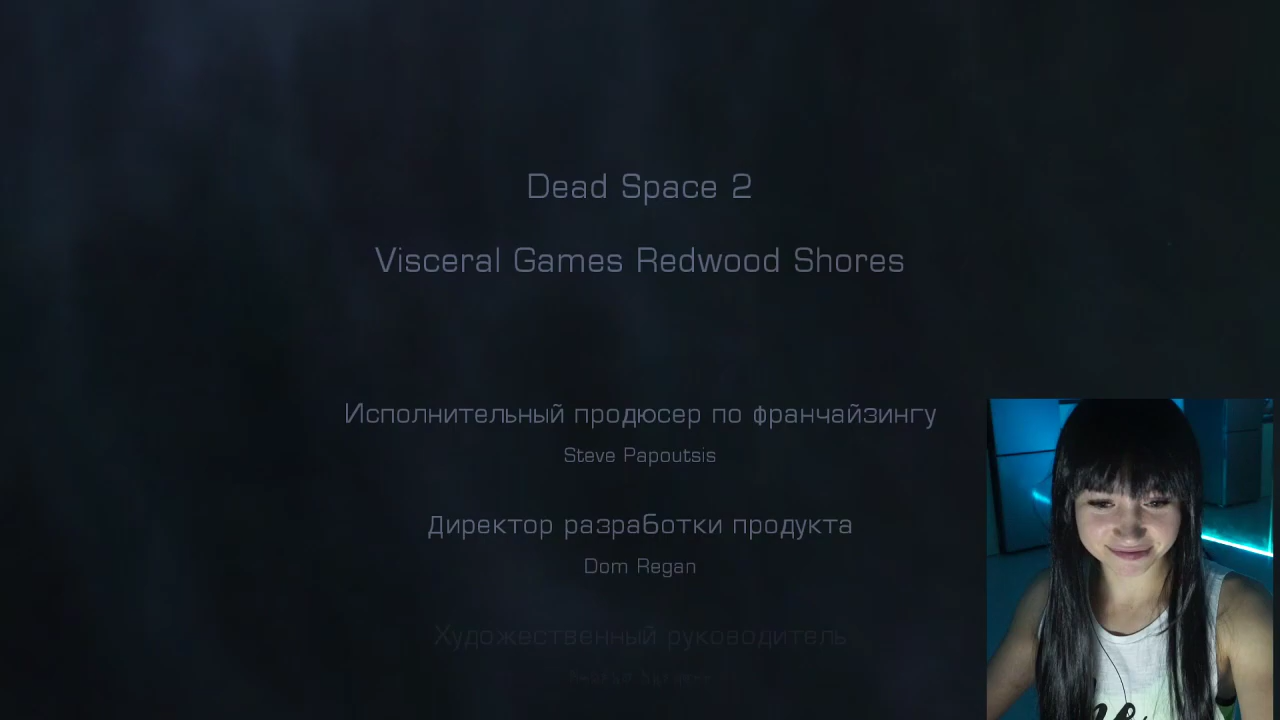 Dead Space 2
Visceral Games Redwood Shores
Исполнительный продюсер по франчайзингу
Steve Papoutsis
Директор разработки продукта
Dom Regan
Художественный руководитель